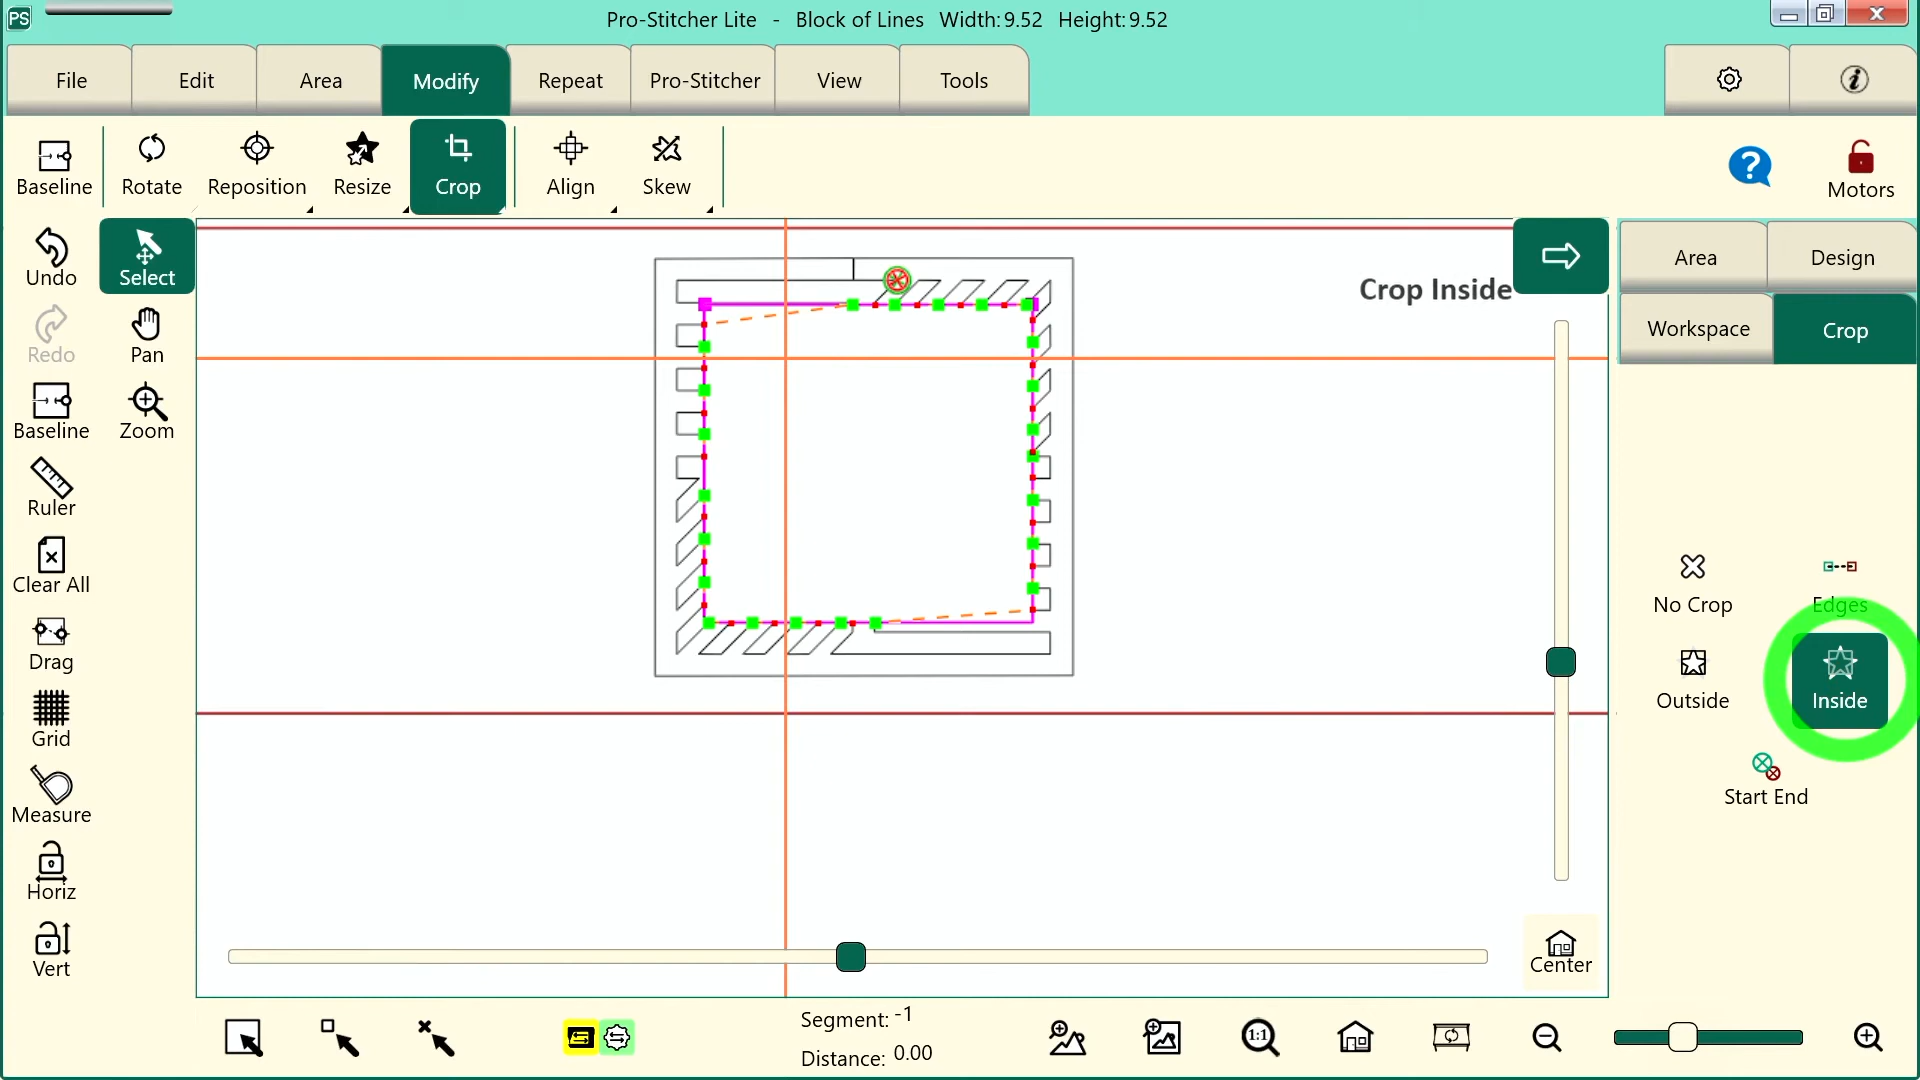 PS
Pro-Stitcher Lite - Block of Lines Width: 9.52 Height: 9.52
File Edit Area Modify Repeat Pro-Stitcher View Tools
Baseline Rotate Reposition Resize Crop Align Skew Motors
Undo Select
Redo Pan
Baseline Zoom
Ruler
Clear All
Drag
Grid
Measure
Horiz
Vert
Crop Inside
Center
Area Design
Workspace Crop
No Crop Edges
Outside Inside
Start End
Segment: -1
Distance: 0.00
1:1